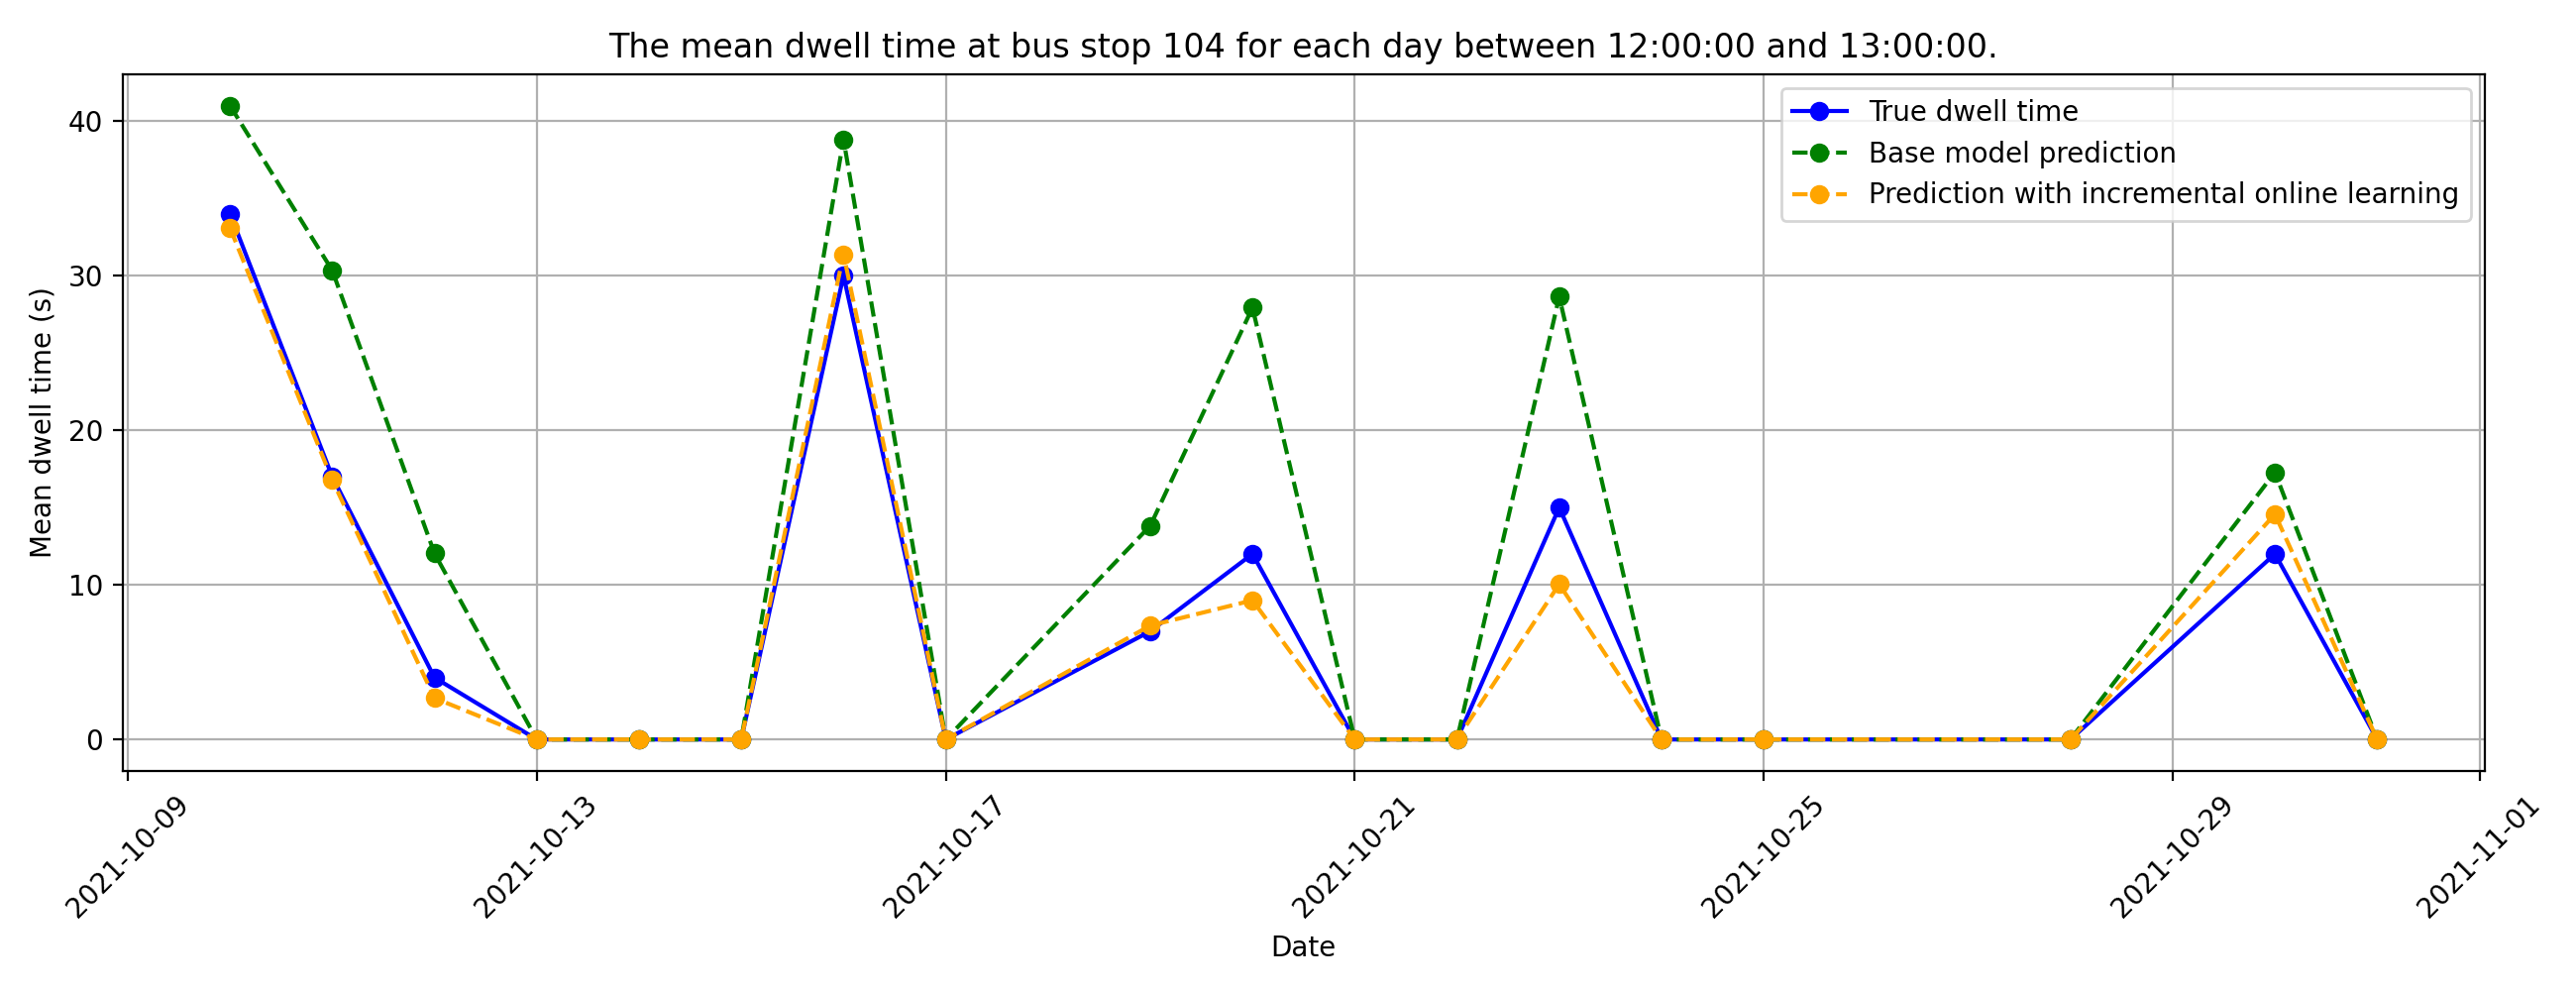 The mean dwell time at bus stop 104 for each day between 12:00:00 and 13:00:00.
True dwell time
Base model prediction
Prediction with incremental online learning
Mean dwell time (s)
40
30
20
10
0
2021-10-09
2021-10-13
2021-10-17
2021-10-21
2021-10-25
2021-10-29
2021-11-01
Date